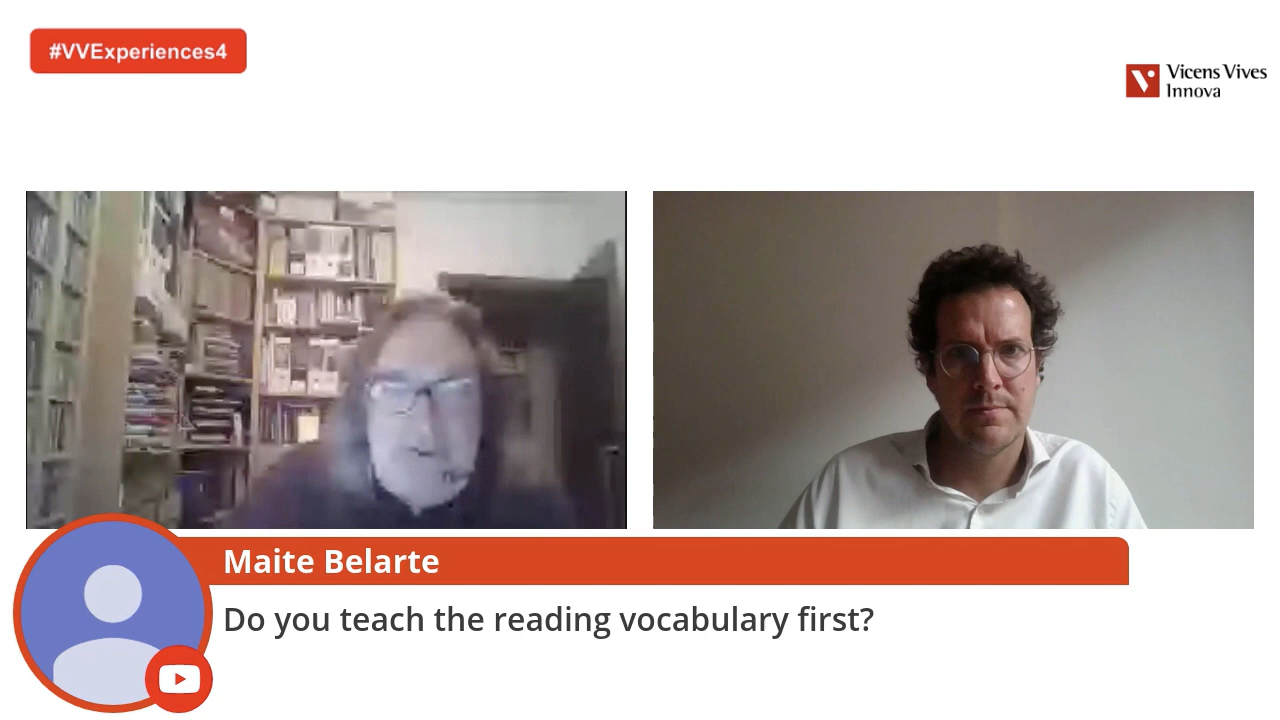 #VVExperiences4
Vicens Vives
Innova
Maite Belarte
Do you teach the reading vocabulary first?